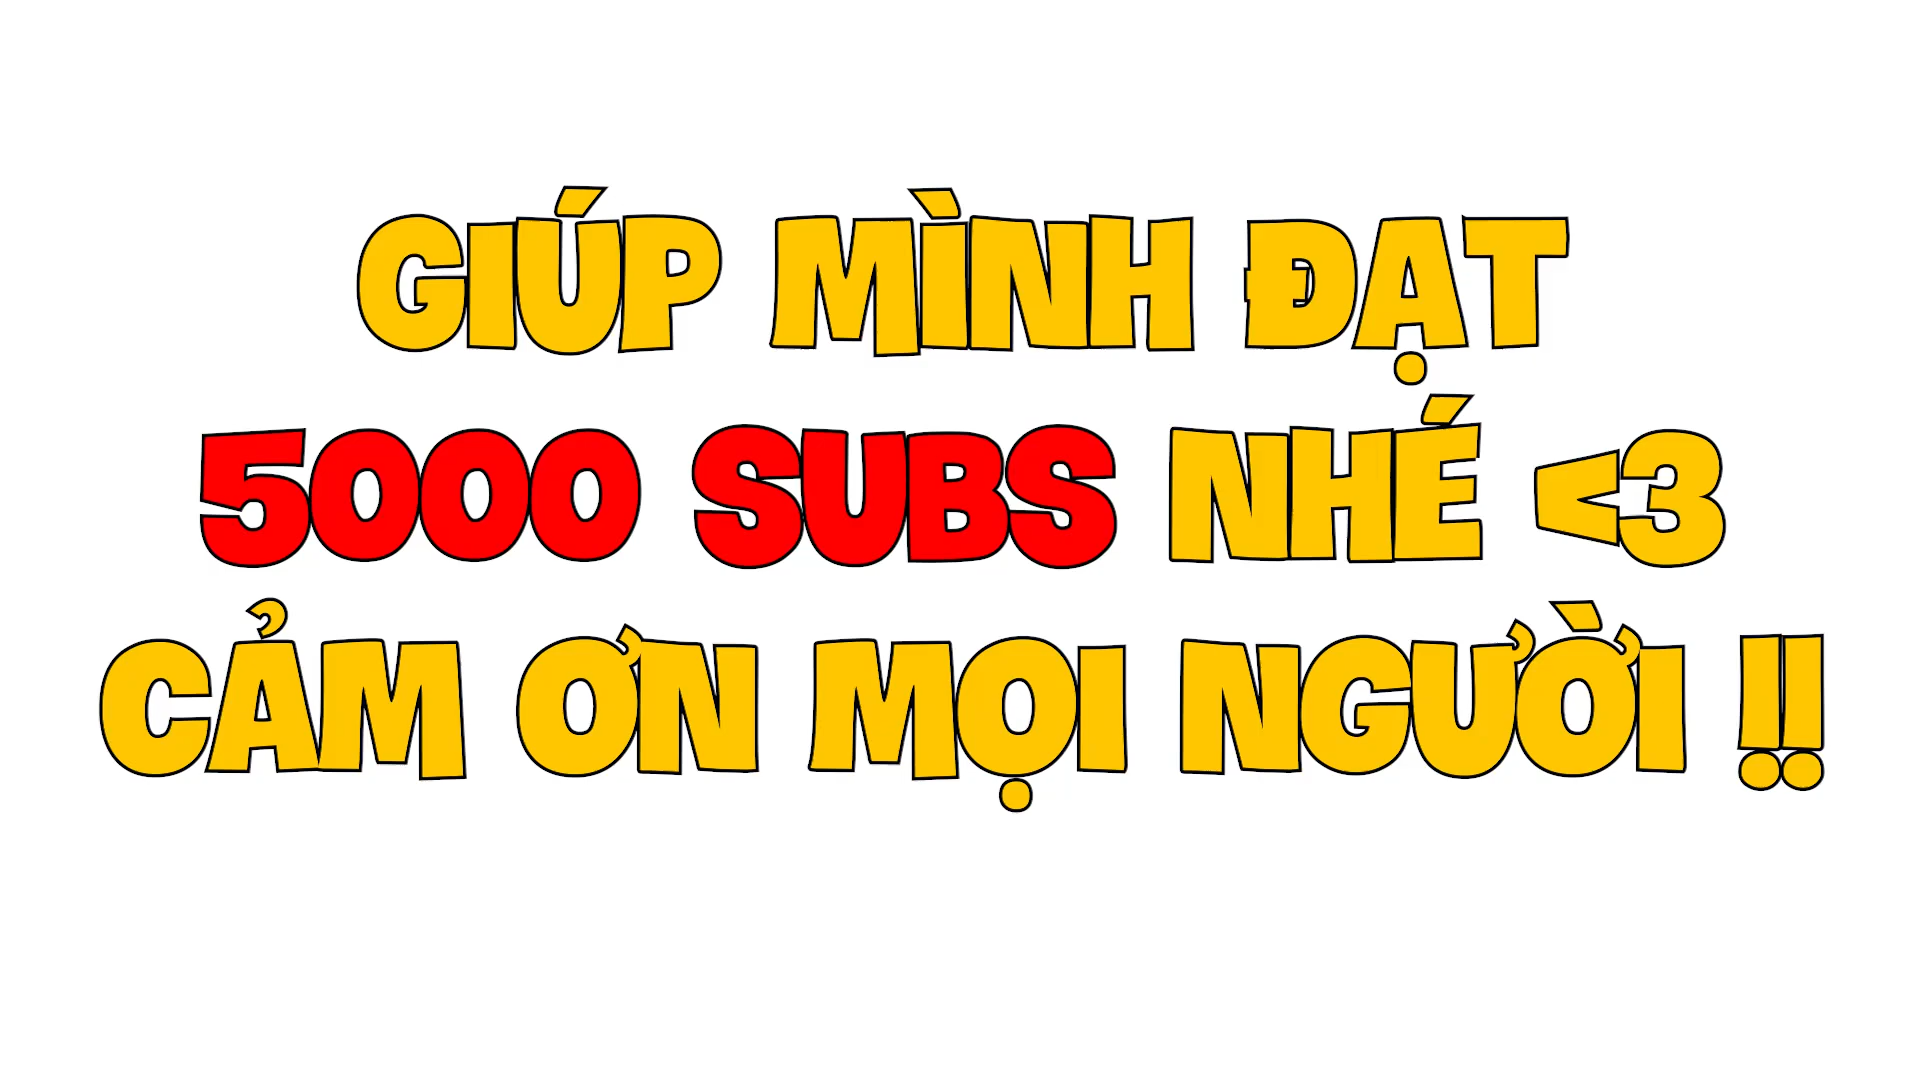 GIÚP MÌNH ĐẠT
5000 SUBS NHÉ <3
CẢM ƠN MỌI NGƯỜI !!